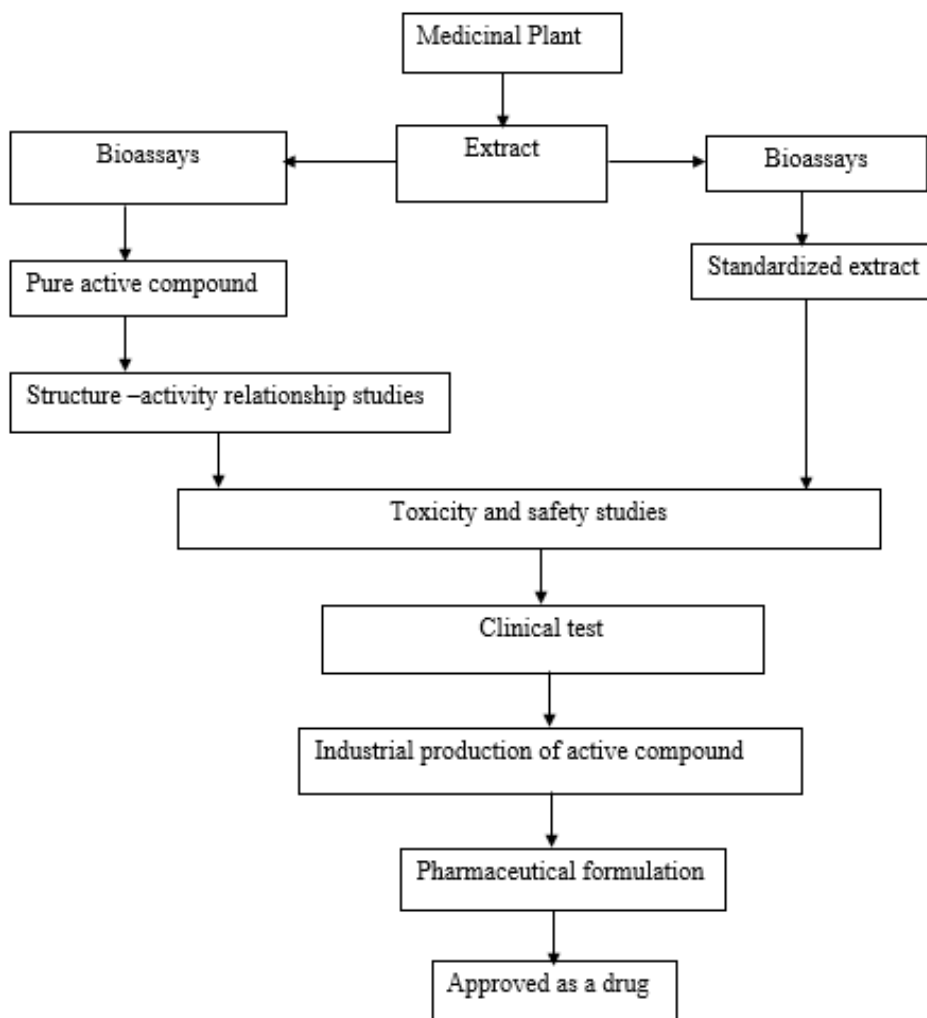 Medicinal Plant
Bioassays
Extract
Bioassays
Pure active compound
Standardized extract
Structure –activity relationship studies
Toxicity and safety studies
Clinical test
Industrial production of active compound
Pharmaceutical formulation
Approved as a drug